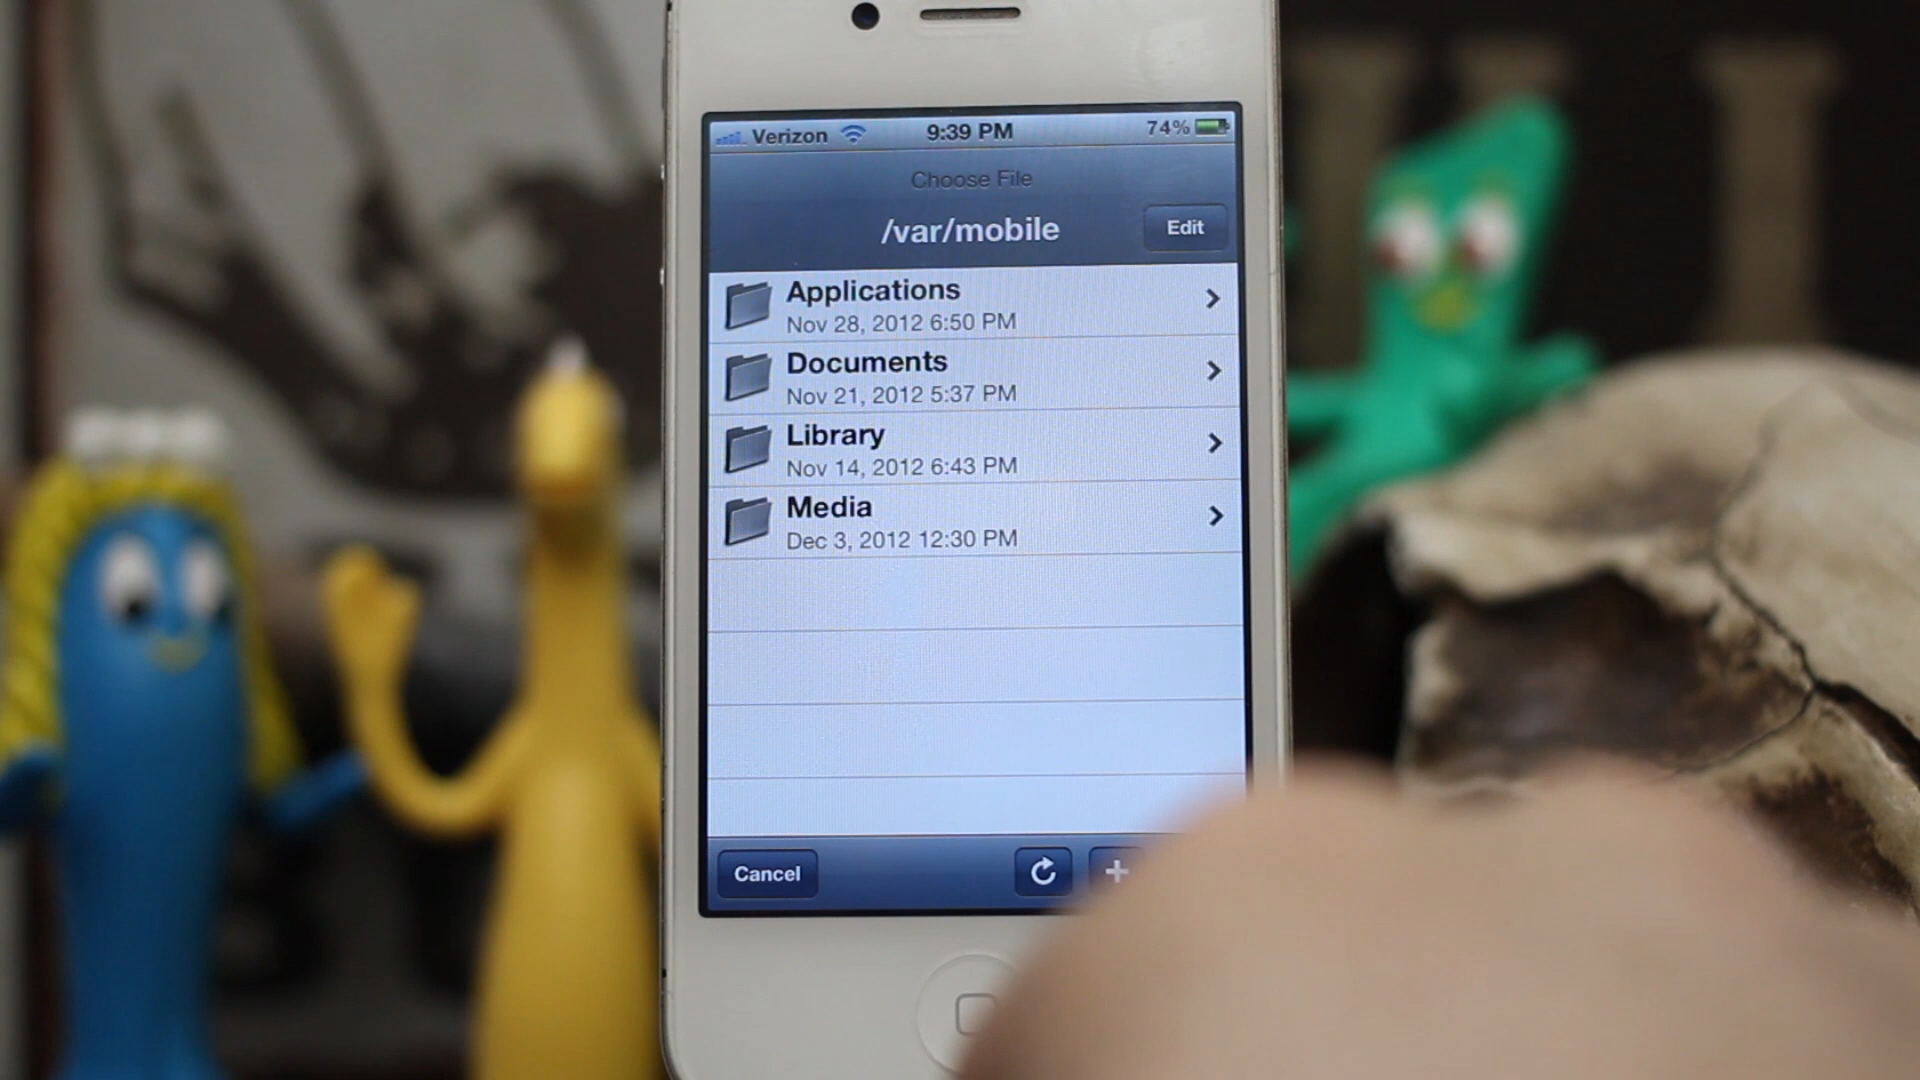 Verizon 9:39 PM 74%
Choose File
/var/mobile Edit
Applications
Nov 28, 2012 6:50 PM
Documents
Nov 21, 2012 5:37 PM
Library
Nov 14, 2012 6:43 PM
Media
Dec 3, 2012 12:30 PM
Cancel